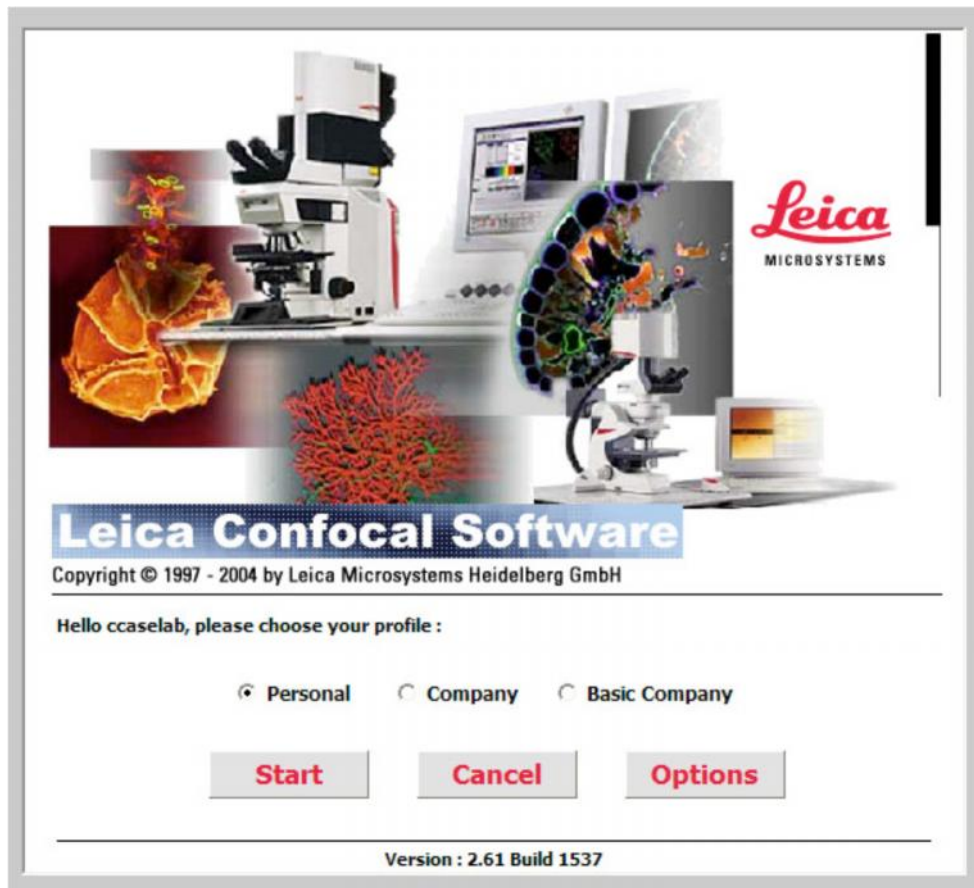 Leica
MICROSYSTEMS
Leica Confocal Software
Copyright © 1997 - 2004 by Leica Microsystems Heidelberg GmbH
Hello ccaselab, please choose your profile :
Personal Company Basic Company
Start Cancel Options
Version : 2.61 Build 1537